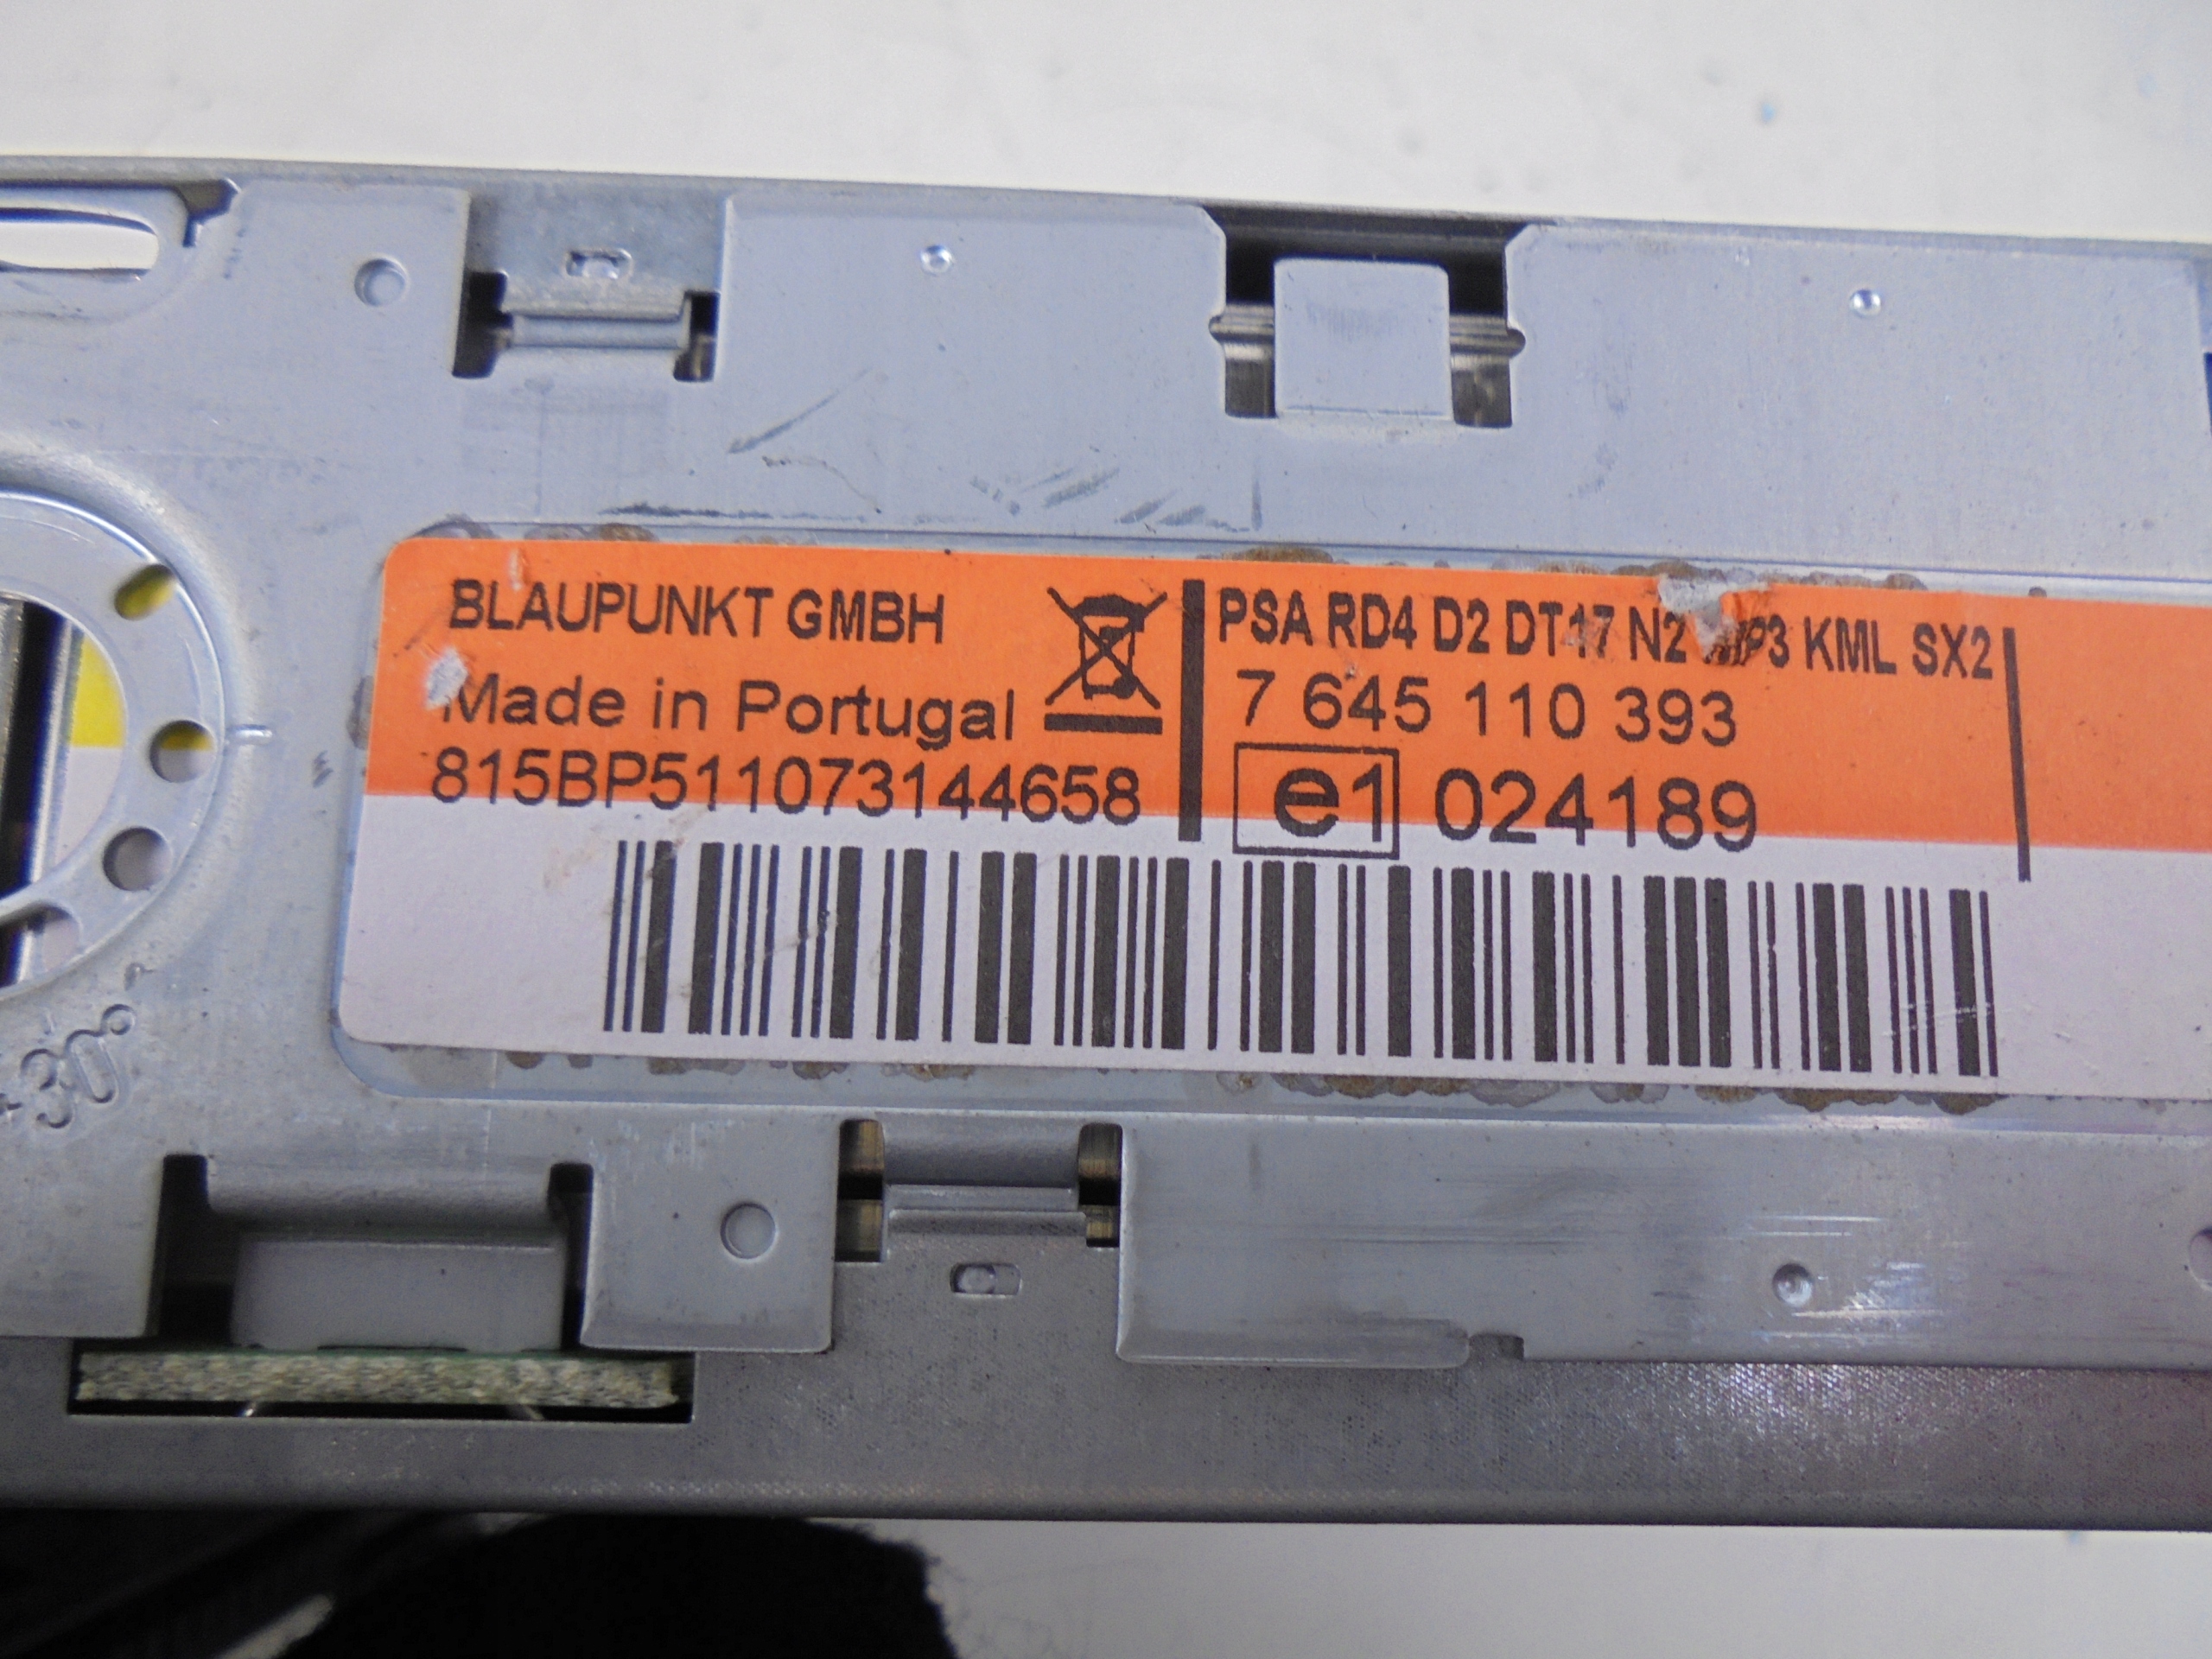 BLAUPUNKT GMBH
Made in Portugal
815BP511073144658
PSA RD4 D2 DT17 N2 MP3 KML SX2
7 645 110 393
e1 024189
+30°